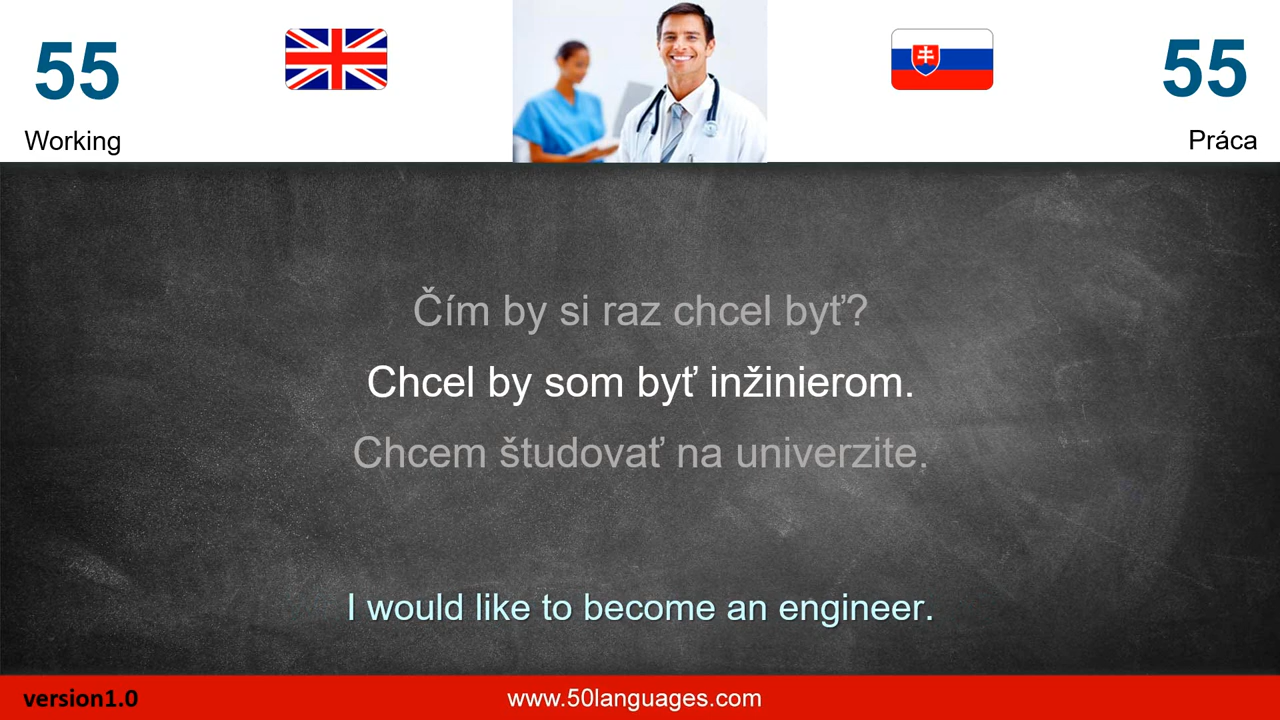 55
55
Working
Práca
Čím by si raz chcel byť?
Chcel by som byť inžinierom.
Chcem študovať na univerzite.
I would like to become an engineer.
version1.0
www.50languages.com